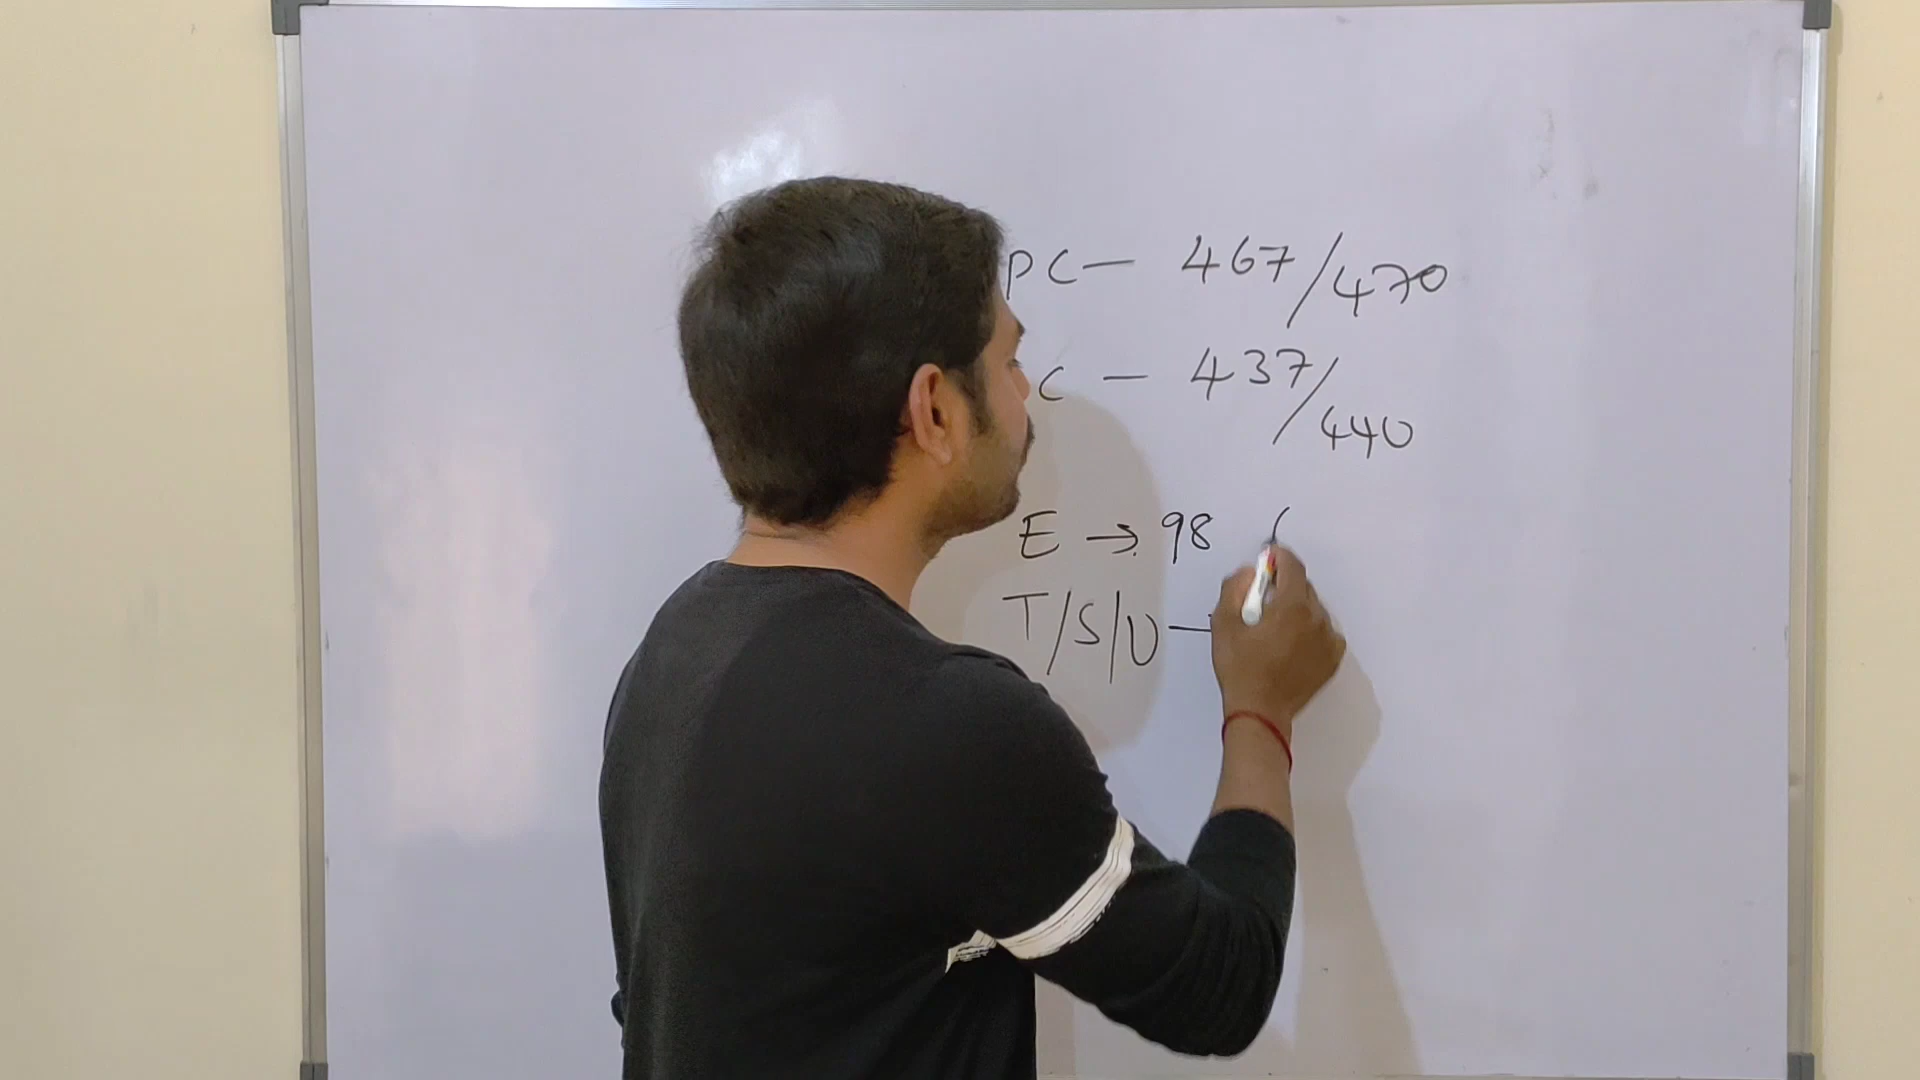 PC — 467/470
C — 437/440
E → 98 (
T/S/U —